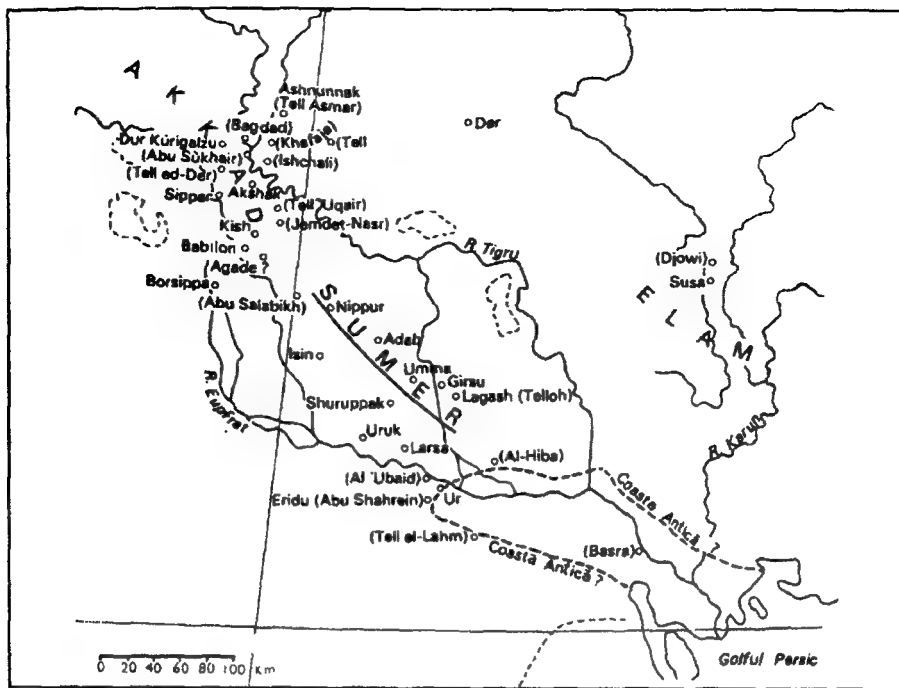 A K K A D
Ashnunnak
(Tell Asmar)
Der
(Bagdad)
(Khafaje)
(Tell
Dur Kurigalzu
(Abu Sukhair)
(Ishchali)
(Tell ed-Der)
Akshak
Sippar
(Tell 'Uqair)
(Jemdet-Nasr)
Kish
R. Tigru
Babilon
(Agade ?
(Djowi)
Susa
Borsippa
(Abu Salabikh)
Nippur
E L A M
S U M E R
Adab
Isin
Umma
Girsu
Lagash (Telloh)
Shuruppak
R. Eupfrat
Uruk
Larsa
(Al-Hiba)
R. Karun
(Al 'Ubaid)
Ur
Eridu (Abu Shahrein)
Coasta Antică ?
(Tell el-Lahm)
(Basra)
Coasta Antică ?
0 20 40 60 80 100 Km
Golful Persic